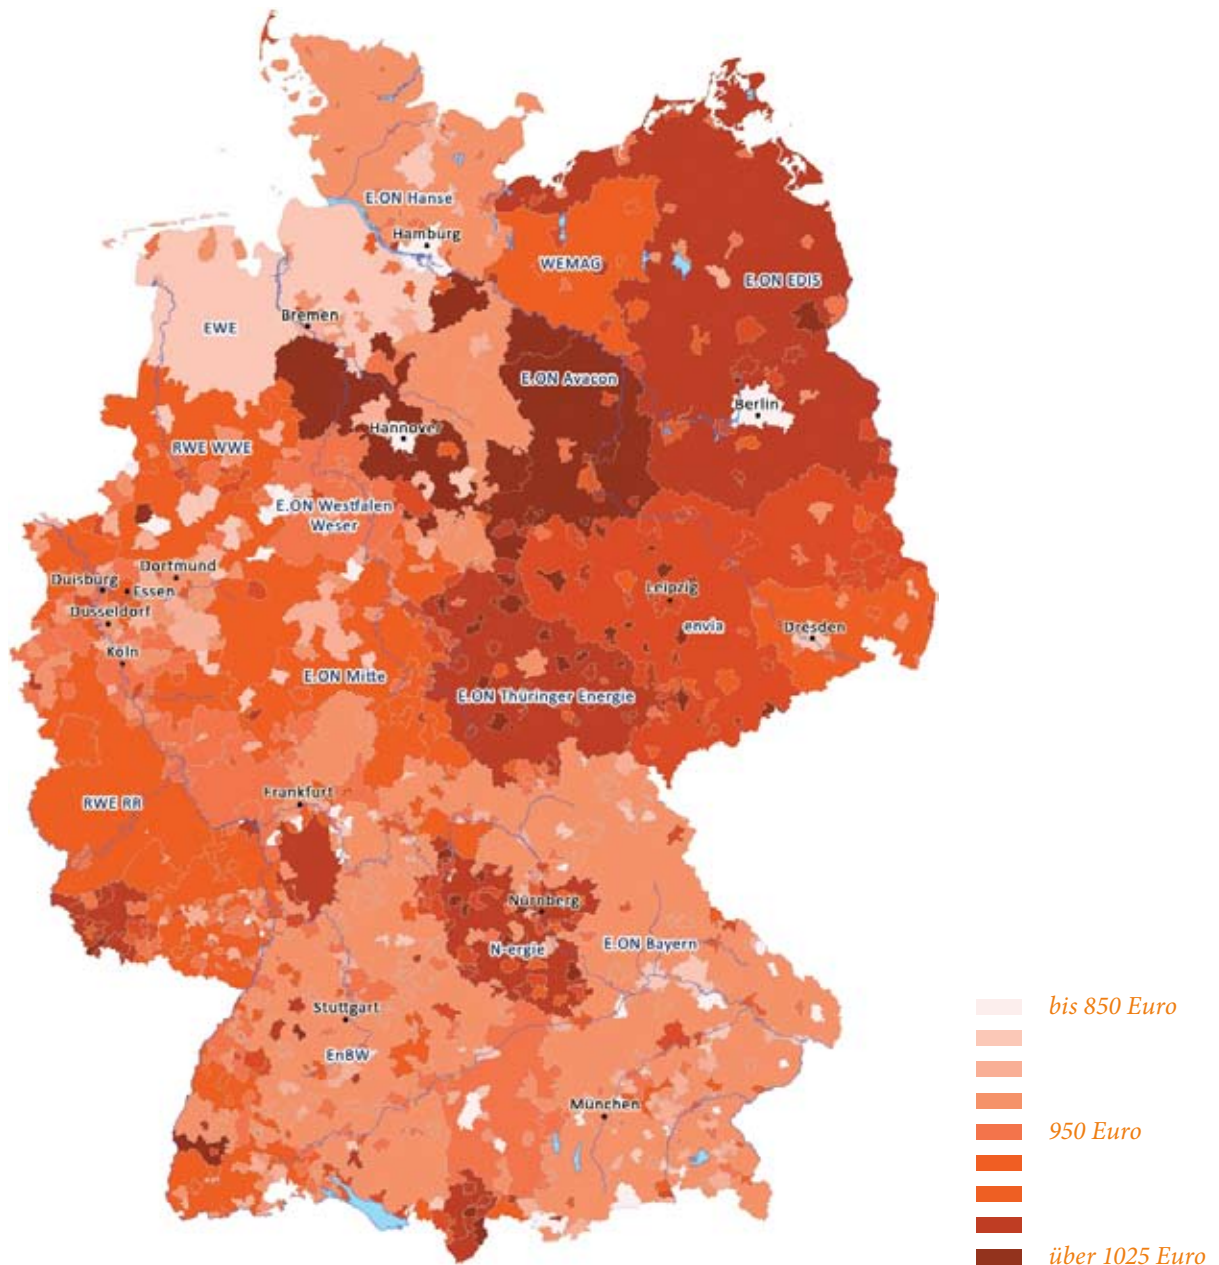 E.ON Hanse
Hamburg
WEMAG
E.ON EDIS
Bremen
EWE
E.ON Avacon
Berlin
Hannover
RWE WWE
E.ON Westfalen
Weser
Dortmund
Duisburg
Essen
Leipzig
Düsseldorf
envia
Dresden
Köln
E.ON Mitte
E.ON Thüringer Energie
Frankfurt
RWE RR
Nürnberg
N-ergie
E.ON Bayern
Stuttgart
bis 850 Euro
EnBW
München
950 Euro
über 1025 Euro